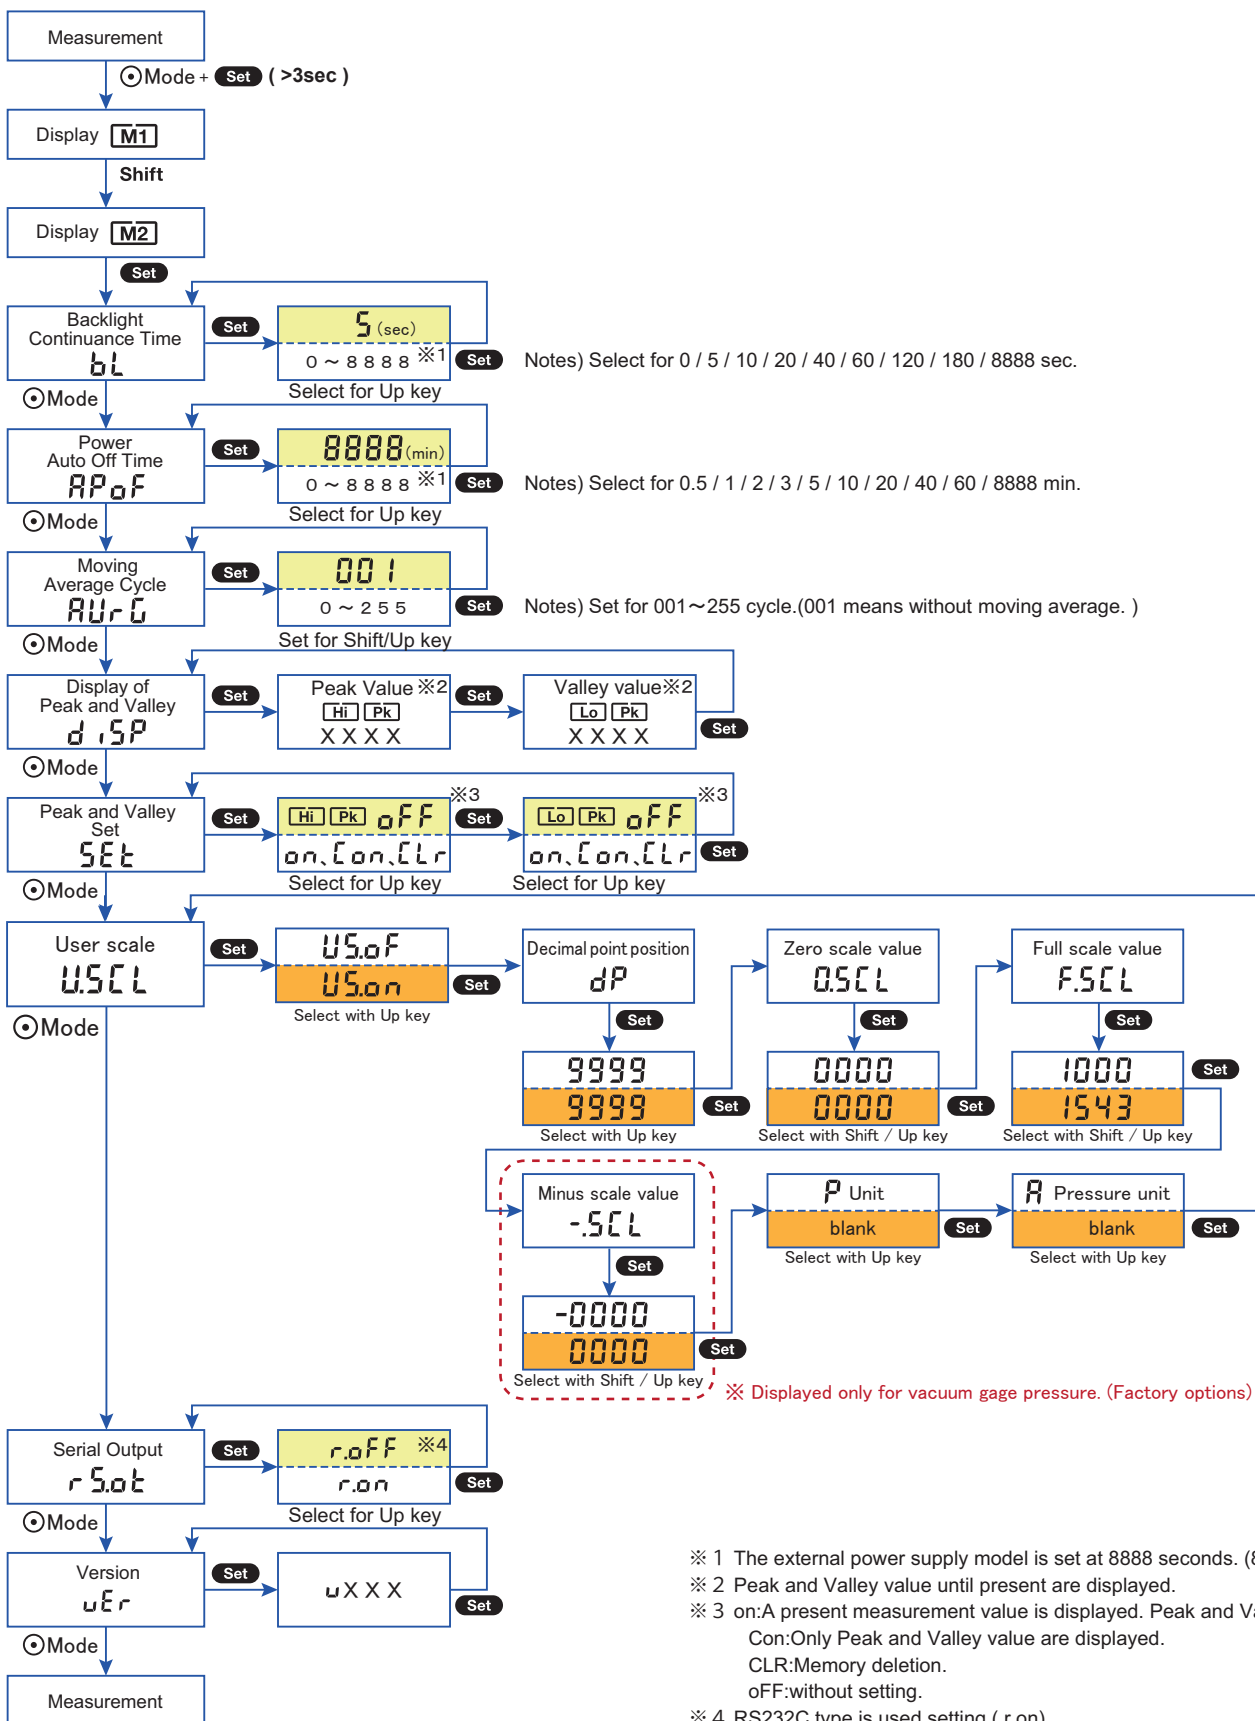 Measurement
Mode + Set ( >3sec )
Display M1
Shift
Display M2
Set
Backlight
Continuance Time
bL
Set
5 (sec)
0～8888 ※1
Set
Select for Up key
Notes) Select for 0 / 5 / 10 / 20 / 40 / 60 / 120 / 180 / 8888 sec.
Mode
Power
Auto Off Time
APoF
Set
8888 (min)
0～8888 ※1
Set
Select for Up key
Notes) Select for 0.5 / 1 / 2 / 3 / 5 / 10 / 20 / 40 / 60 / 8888 min.
Mode
Moving
Average Cycle
AUrG
Set
001
0～255
Set
Set for Shift/Up key
Notes) Set for 001～255 cycle.(001 means without moving average. )
Mode
Display of
Peak and Valley
diSP
Set
Peak Value ※2
Hi Pk
XXXX
Set
Valley value※2
Lo Pk
XXXX
Set
Mode
Peak and Valley
Set
SEt
Set
Hi Pk oFF ※3
on、Con、CLr
Select for Up key
Set
Lo Pk oFF ※3
on、Con、CLr
Select for Up key
Set
Mode
User scale
U.SCL
Set
US.oF
US.on
Set
Select with Up key
Decimal point position
dP
Set
9999
9999
Set
Select with Up key
Zero scale value
0.SCL
Set
0000
0000
Set
Select with Shift / Up key
Full scale value
F.SCL
Set
1000
1543
Set
Select with Shift / Up key
Mode
Minus scale value
-.SCL
Set
-0000
0000
Set
Select with Shift / Up key
P Unit
blank
Set
Select with Up key
A Pressure unit
blank
Set
Select with Up key
※ Displayed only for vacuum gage pressure. (Factory options)
Serial Output
rS.ot
Set
r.oFF ※4
r.on
Set
Select for Up key
Mode
Version
uEr
Set
uXXX
Set
Mode
Measurement
※1 The external power supply model is set at 8888 seconds. (8
※2 Peak and Valley value until present are displayed.
※3 on:A present measurement value is displayed. Peak and Va
Con:Only Peak and Valley value are displayed.
CLR:Memory deletion.
oFF:without setting.
※4 RS232C type is used setting ( r.on)